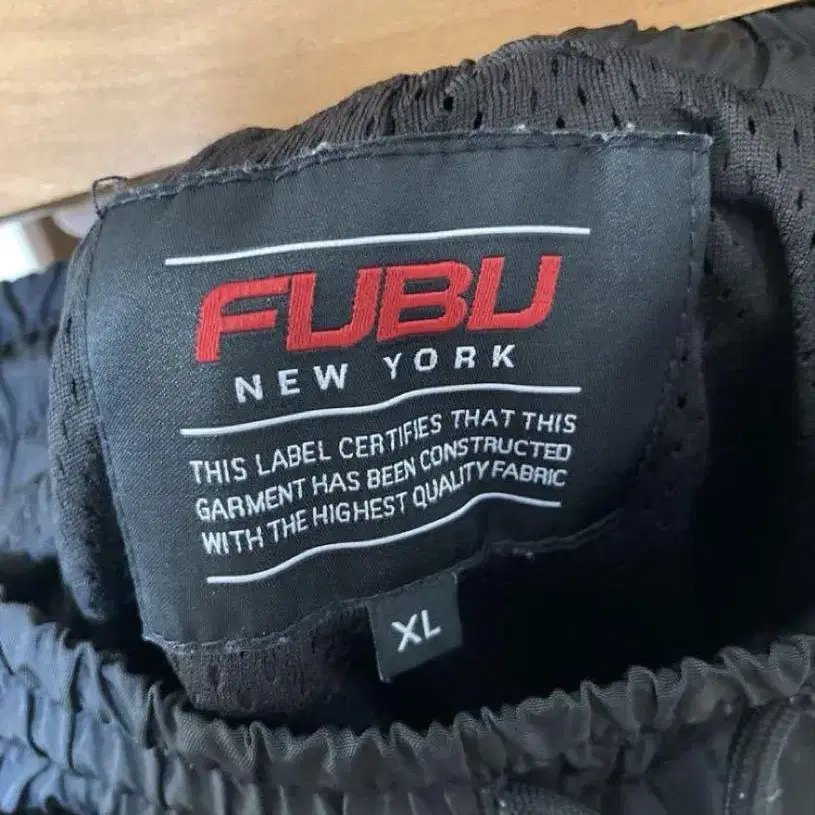 FUBU
NEW YORK
THIS LABEL CERTIFIES THAT THIS
GARMENT HAS BEEN CONSTRUCTED
WITH THE HIGHEST QUALITY FABRIC
XL